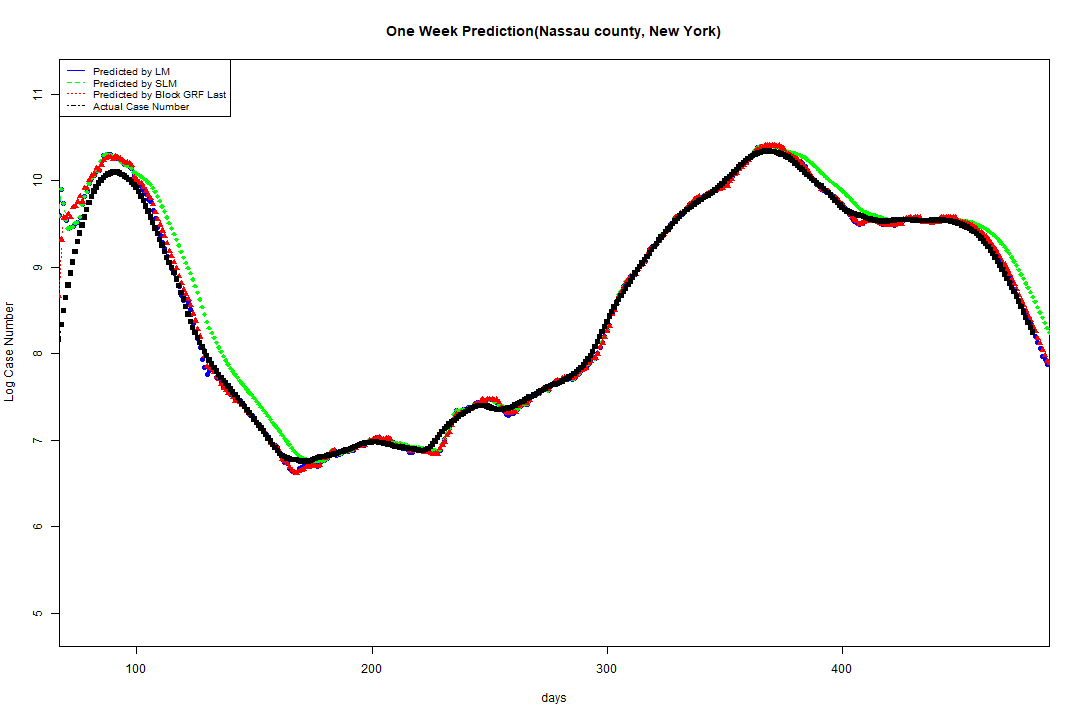 One Week Prediction(Nassau county, New York)
Predicted by LM
Predicted by SLM
Predicted by Block GRF Last
Actual Case Number
11
10
9
8
7
6
5
Log Case Number
100 200 300 400
days